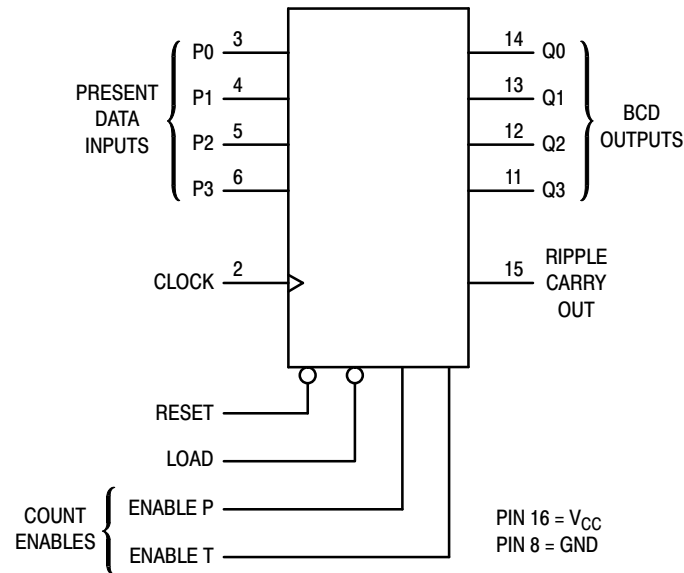 PRESENT
DATA
INPUTS
P0 3
P1 4
P2 5
P3 6
14 Q0
13 Q1
12 Q2
11 Q3
BCD
OUTPUTS
CLOCK 2
15 RIPPLE
CARRY
OUT
RESET
LOAD
COUNT
ENABLES
ENABLE P
ENABLE T
PIN 16 = VCC
PIN 8 = GND